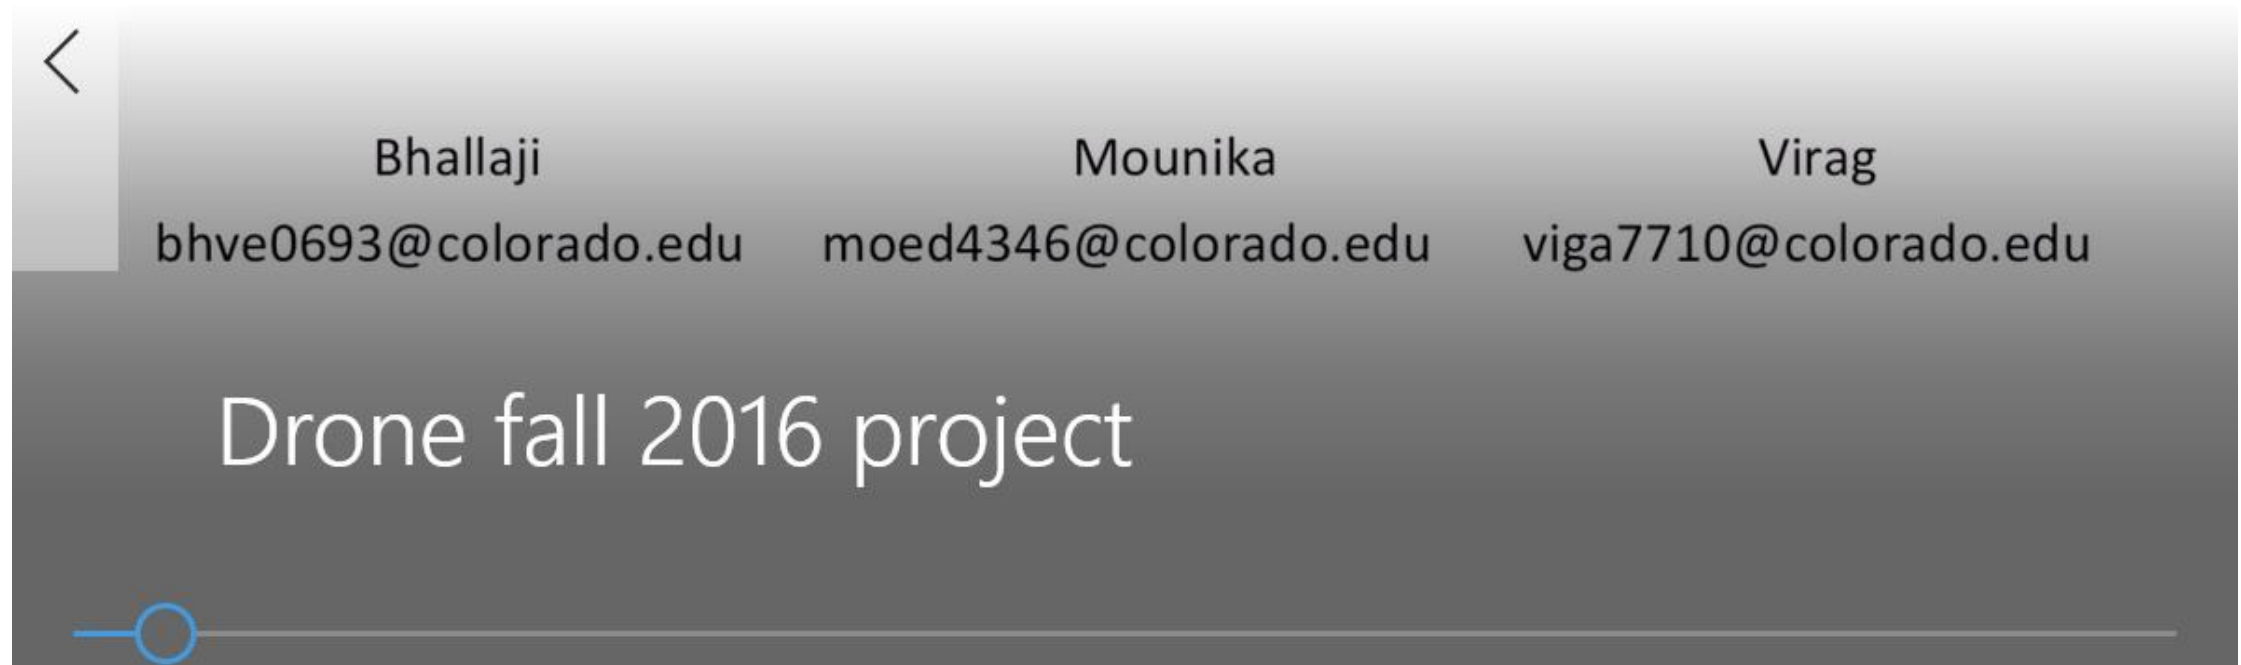 Bhallaji Mounika Virag
bhve0693@colorado.edu moed4346@colorado.edu viga7710@colorado.edu
Drone fall 2016 project